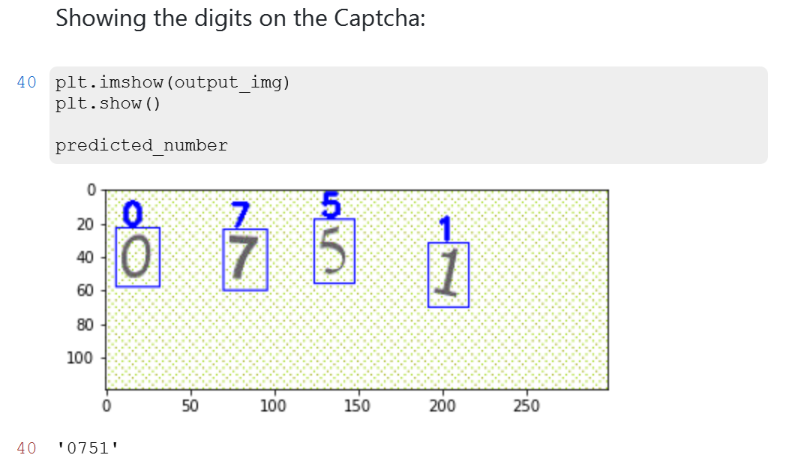 Showing the digits on the Captcha:
40 plt.imshow(output_img)
plt.show()
predicted_number
0 7 5 1
0 7 5 1
0
20
40
60
80
100
0 50 100 150 200 250
40 '0751'